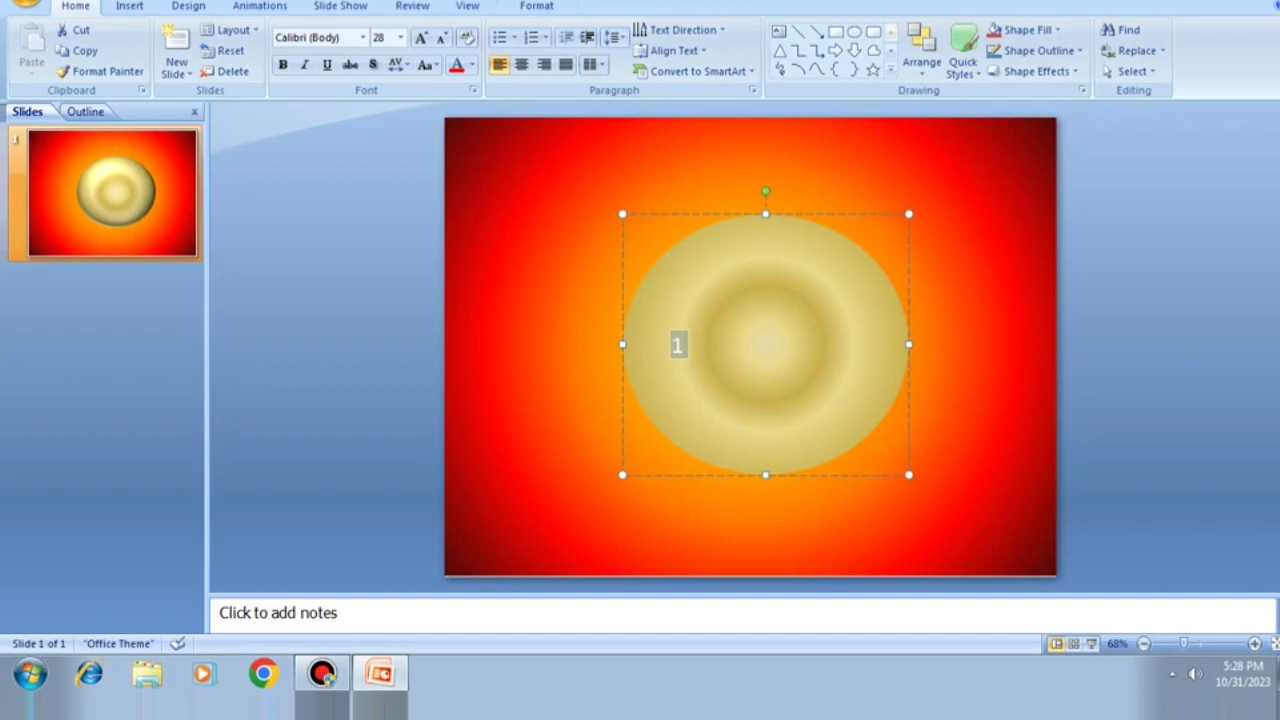 Home Insert Design Animations Slide Show Review View Format
Paste
Cut
Copy
Format Painter
Clipboard
New Slide
Layout
Reset
Delete
Slides
Calibri (Body) 28
B I U abc S AV Aa A
Font
Text Direction
Align Text
Convert to SmartArt
Paragraph
Arrange
Quick Styles
Shape Fill
Shape Outline
Shape Effects
Drawing
Find
Replace
Select
Editing
Slides Outline
1
1
Click to add notes
Slide 1 of 1 "Office Theme" 68%
5:28 PM
10/31/2023